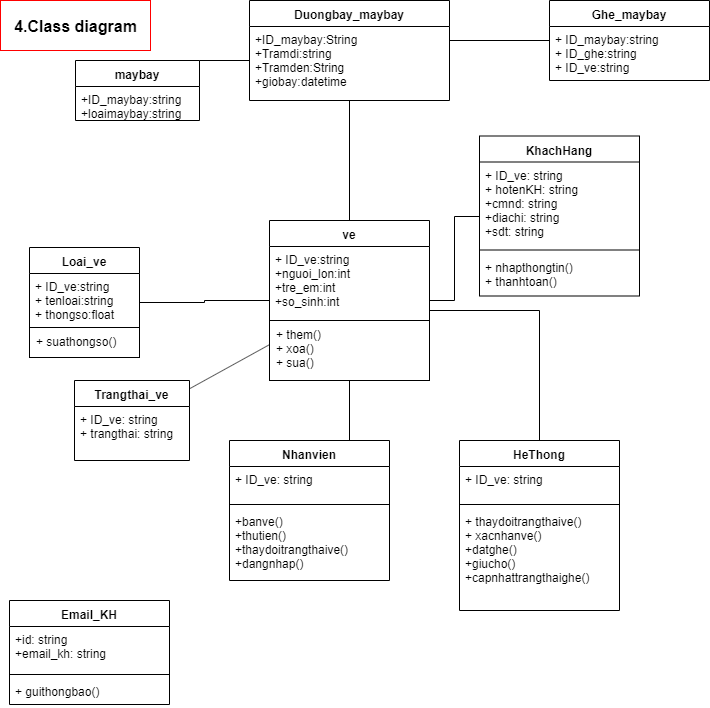 4.Class diagram
Duongbay_maybay
+ID_maybay:String
+Tramdi:string
+Tramden:String
+giobay:datetime
Ghe_maybay
+ ID_maybay:string
+ ID_ghe:string
+ ID_ve:string
maybay
+ID_maybay:string
+loaimaybay:string
KhachHang
+ ID_ve: string
+ hotenKH: string
+cmnd: string
+diachi: string
+sdt: string
+ nhapthongtin()
+ thanhtoan()
ve
+ ID_ve:string
+nguoi_lon:int
+tre_em:int
+so_sinh:int
+ them()
+ xoa()
+ sua()
Loai_ve
+ ID_ve:string
+ tenloai:string
+ thongso:float
+ suathongso()
Trangthai_ve
+ ID_ve: string
+ trangthai: string
Nhanvien
+ ID_ve: string
+banve()
+thutien()
+thaydoitrangthaive()
+dangnhap()
HeThong
+ ID_ve: string
+ thaydoitrangthaive()
+ xacnhanve()
+datghe()
+giucho()
+capnhattrangthaighe()
Email_KH
+id: string
+email_kh: string
+ guithongbao()